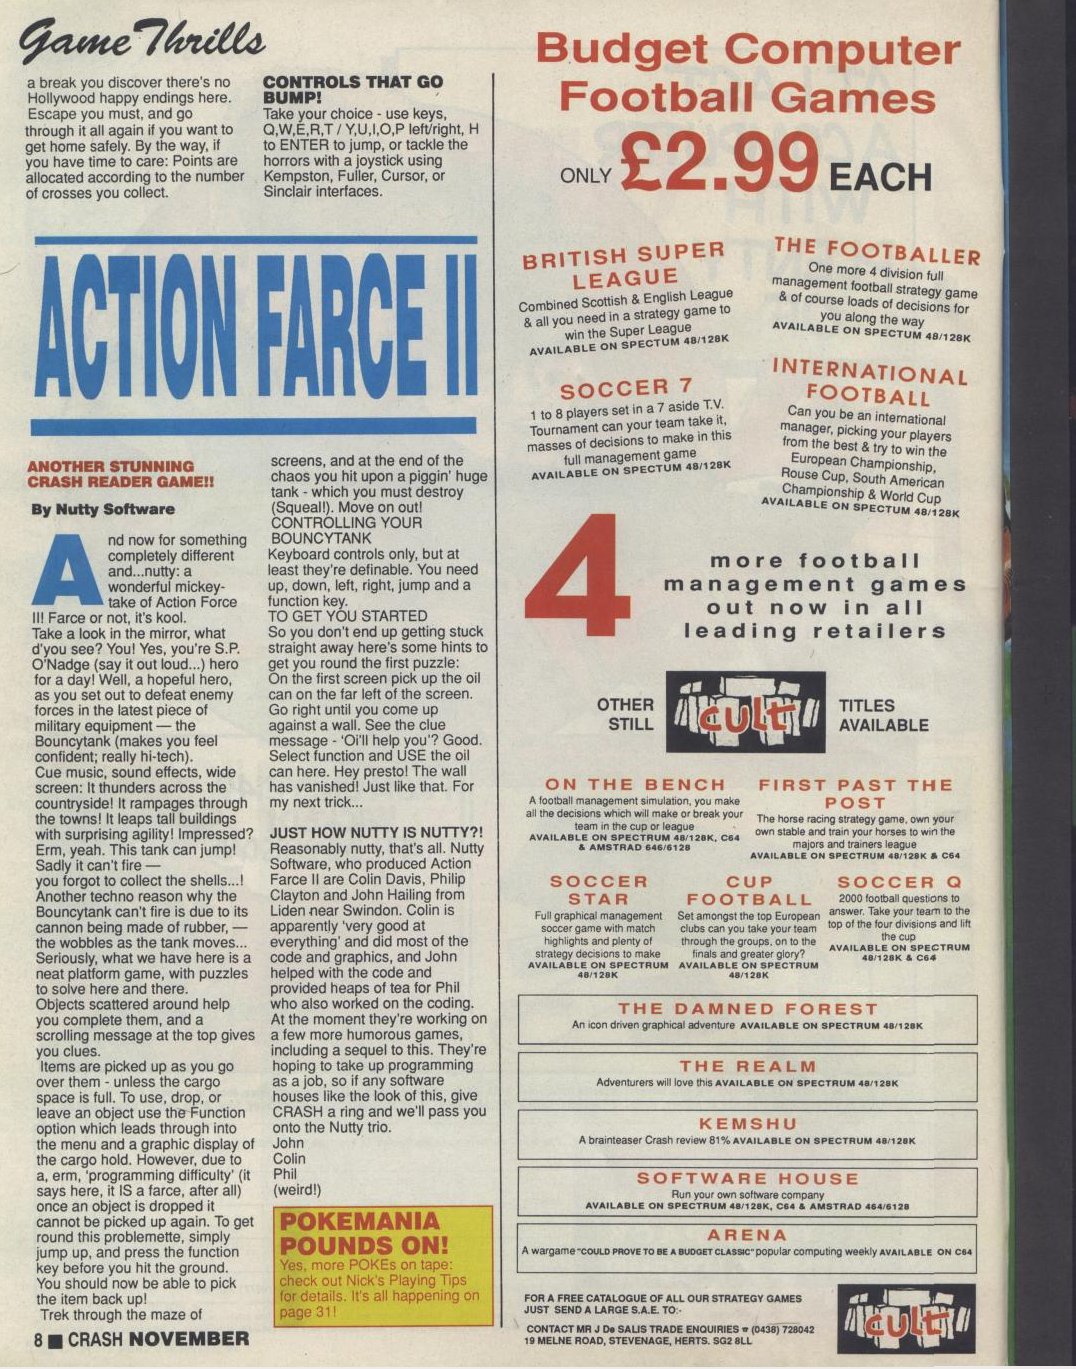 Game Thrills
a break you discover there's no
Hollywood happy endings here.
Escape you must, and go
through it all again if you want to
get home safely. By the way, if
you have time to care: Points are
allocated according to the number
of crosses you collect.
CONTROLS THAT GO
BUMP!
Take your choice - use keys,
Q,W,E,R,T / Y,U,I,O,P left/right, H
to ENTER to jump, or tackle the
horrors with a joystick using
Kempston, Fuller, Cursor, or
Sinclair interfaces.
ACTION FARCE II
ANOTHER STUNNING
CRASH READER GAME!!
By Nutty Software
And now for something
completely different
and...nutty: a
wonderful mickey-
take of Action Force
II! Farce or not, it's kool.
Take a look in the mirror, what
d'you see? You! Yes, you're S.P.
O'Nadge (say it out loud...) hero
for a day! Well, a hopeful hero,
as you set out to defeat enemy
forces in the latest piece of
military equipment — the
Bouncytank (makes you feel
confident; really hi-tech).
Cue music, sound effects, wide
screen: It thunders across the
countryside! It rampages through
the towns! It leaps tall buildings
with surprising agility! Impressed?
Erm, yeah. This tank can jump!
Sadly it can't fire —
you forgot to collect the shells...!
Another techno reason why the
Bouncytank can't fire is due to its
cannon being made of rubber, —
the wobbles as the tank moves...
Seriously, what we have here is a
neat platform game, with puzzles
to solve here and there.
Objects scattered around help
you complete them, and a
scrolling message at the top gives
you clues.
Items are picked up as you go
over them - unless the cargo
space is full. To use, drop, or
leave an object use the Function
option which leads through into
the menu and a graphic display of
the cargo hold. However, due to
a, erm, 'programming difficulty' (it
says here, it IS a farce, after all)
once an object is dropped it
cannot be picked up again. To get
round this problemette, simply
jump up, and press the function
key before you hit the ground.
You should now be able to pick
the item back up!
Trek through the maze of
screens, and at the end of the
chaos you hit upon a piggin' huge
tank - which you must destroy
(Squeal!). Move on out!
CONTROLLING YOUR
BOUNCYTANK
Keyboard controls only, but at
least they're definable. You need
up, down, left, right, jump and a
function key.
TO GET YOU STARTED
So you don't end up getting stuck
straight away here's some hints to
get you round the first puzzle:
On the first screen pick up the oil
can on the far left of the screen.
Go right until you come up
against a wall. See the clue
message - 'Oi'll help you'? Good.
Select function and USE the oil
can here. Hey presto! The wall
has vanished! Just like that. For
my next trick...
JUST HOW NUTTY IS NUTTY?!
Reasonably nutty, that's all. Nutty
Software, who produced Action
Farce II are Colin Davis, Philip
Clayton and John Hailing from
Liden near Swindon. Colin is
apparently 'very good at
everything' and did most of the
code and graphics, and John
helped with the code and
provided heaps of tea for Phil
who also worked on the coding.
At the moment they're working on
a few more humorous games,
including a sequel to this. They're
hoping to take up programming
as a job, so if any software
houses like the look of this, give
CRASH a ring and we'll pass you
onto the Nutty trio.
John
Colin
Phil
(weird!)
POKEMANIA
POUNDS ON!
Yes, more POKEs on tape:
check out Nick's Playing Tips
for details. It's all happening on
page 31!
8 ■ CRASH NOVEMBER
Budget Computer
Football Games
ONLY £2.99 EACH
BRITISH SUPER
LEAGUE
Combined Scottish & English League
& all you need in a strategy game to
win the Super League
AVAILABLE ON SPECTUM 48/128K
THE FOOTBALLER
One more 4 division full
management football strategy game
& of course loads of decisions for
you along the way
AVAILABLE ON SPECTUM 48/128K
SOCCER 7
1 to 8 players set in a 7 aside T.V.
Tournament can your team take it,
masses of decisions to make in this
full management game
AVAILABLE ON SPECTUM 48/128K
INTERNATIONAL
FOOTBALL
Can you be an international
manager, picking your players
from the best & try to win the
European Championship,
Rouse Cup, South American
Championship & World Cup
AVAILABLE ON SPECTUM 48/128K
4
more football
management games
out now in all
leading retailers
OTHER
STILL
cult
TITLES
AVAILABLE
ON THE BENCH
A football management simulation, you make
all the decisions which will make or break your
team in the cup or league
AVAILABLE ON SPECTRUM 48/128K, C64
& AMSTRAD 646/6128
FIRST PAST THE
POST
The horse racing strategy game, own your
own stable and train your horses to win the
majors and trainers league
AVAILABLE ON SPECTRUM 48/128K & C64
SOCCER
STAR
Full graphical management
soccer game with match
highlights and plenty of
strategy decisions to make
AVAILABLE ON SPECTRUM
48/128K
CUP
FOOTBALL
Set amongst the top European
clubs can you take your team
through the groups, on to the
finals and greater glory?
AVAILABLE ON SPECTRUM
48/128K
SOCCER Q
2000 football questions to
answer. Take your team to the
top of the four divisions and lift
the cup
AVAILABLE ON SPECTRUM
48/128K & C64
THE DAMNED FOREST
An icon driven graphical adventure AVAILABLE ON SPECTRUM 48/128K
THE REALM
Adventurers will love this AVAILABLE ON SPECTRUM 48/128K
KEMSHU
A brainteaser Crash review 81% AVAILABLE ON SPECTRUM 48/128K
SOFTWARE HOUSE
Run your own software company
AVAILABLE ON SPECTRUM 48/128K, C64 & AMSTRAD 464/6128
ARENA
A wargame "COULD PROVE TO BE A BUDGET CLASSIC" popular computing weekly AVAILABLE ON C64
FOR A FREE CATALOGUE OF ALL OUR STRATEGY GAMES
JUST SEND A LARGE S.A.E. TO:-
CONTACT MR J De SALIS TRADE ENQUIRIES ☎ (0438) 728042
19 MELNE ROAD, STEVENAGE, HERTS. SG2 8LL
cult